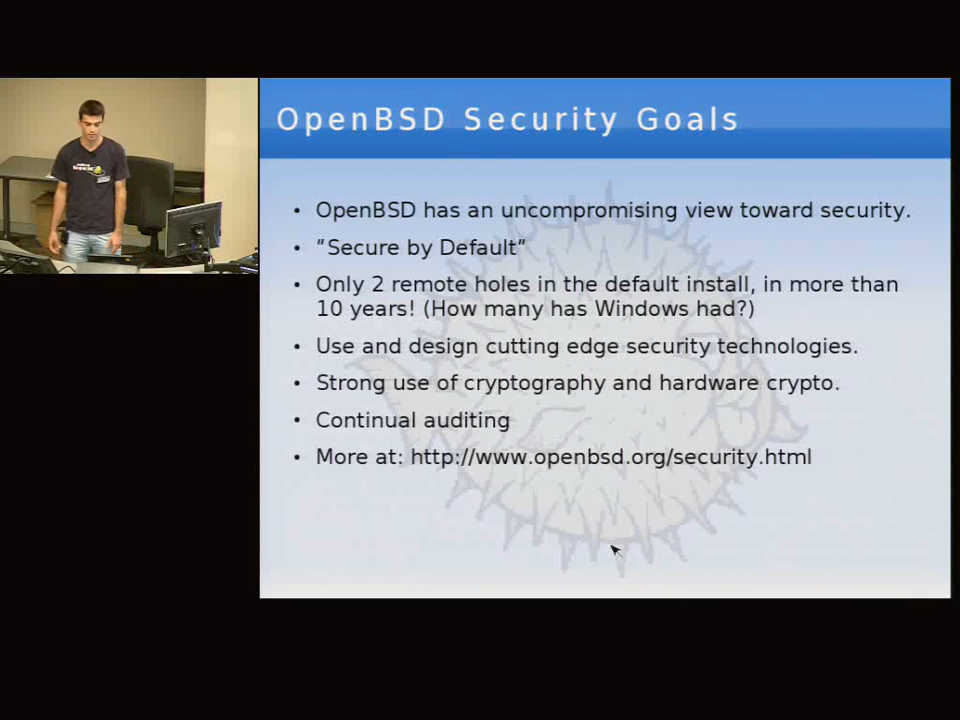 OpenBSD Security Goals
• OpenBSD has an uncompromising view toward security.
• “Secure by Default”
• Only 2 remote holes in the default install, in more than
10 years! (How many has Windows had?)
• Use and design cutting edge security technologies.
• Strong use of cryptography and hardware crypto.
• Continual auditing
• More at: http://www.openbsd.org/security.html